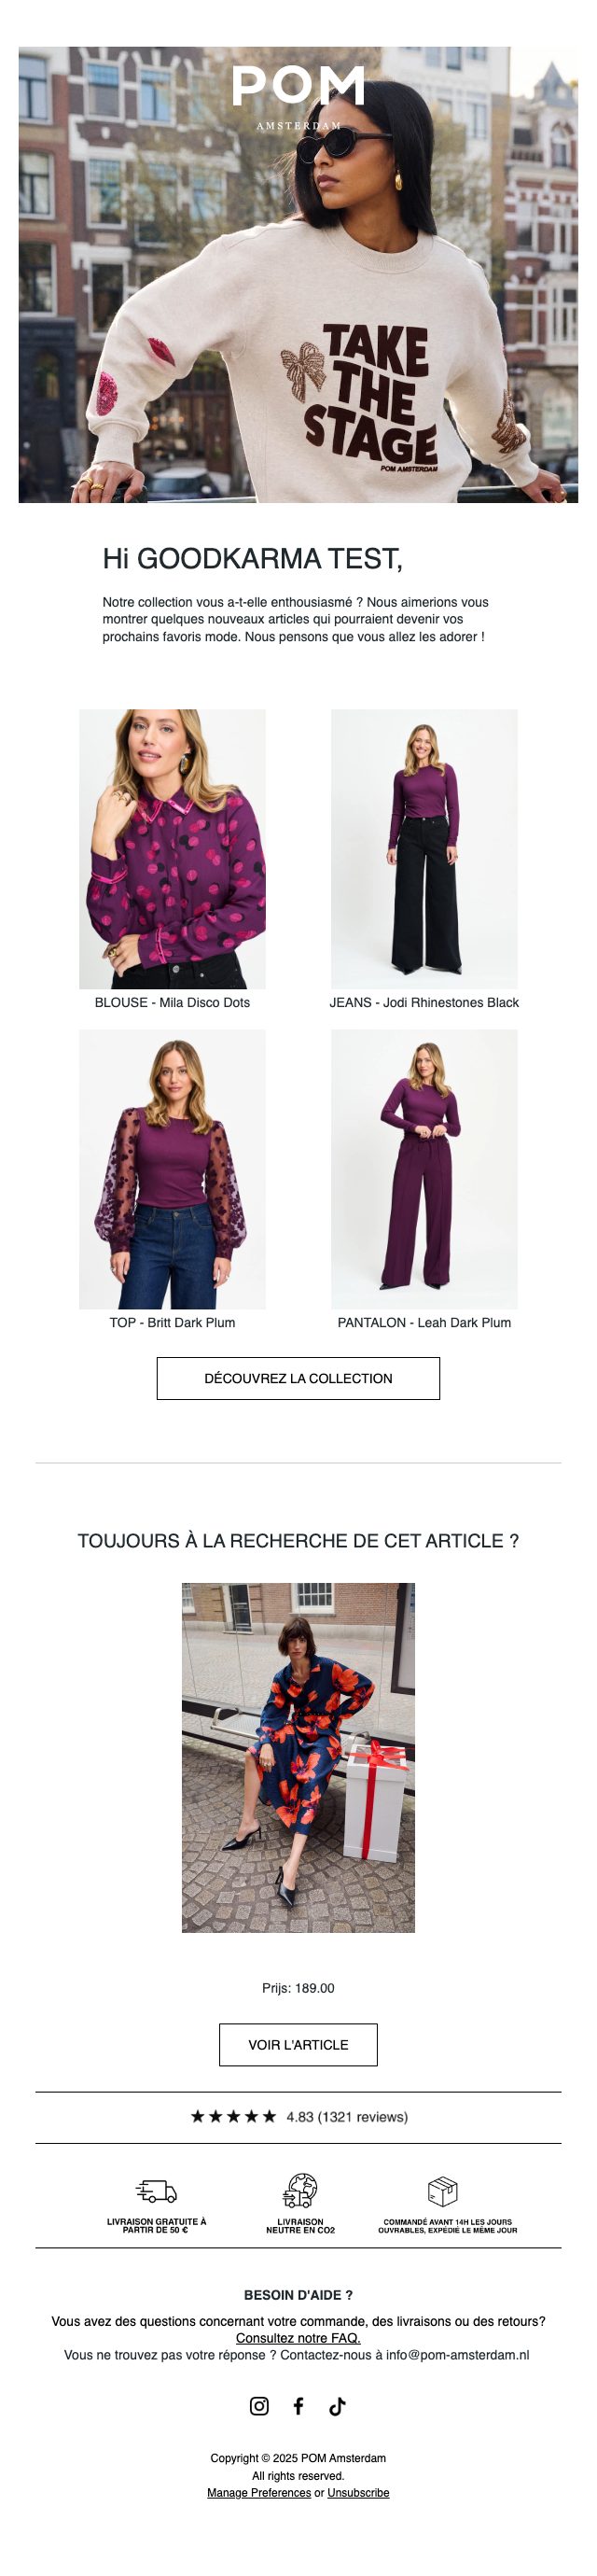 POM
AMSTERDAM
TAKE
THE
STAGE
POM AMSTERDAM
Hi GOODKARMA TEST,
Notre collection vous a-t-elle enthousiasmé ? Nous aimerions vous
montrer quelques nouveaux articles qui pourraient devenir vos
prochains favoris mode. Nous pensons que vous allez les adorer !
BLOUSE - Mila Disco Dots
JEANS - Jodi Rhinestones Black
TOP - Britt Dark Plum
PANTALON - Leah Dark Plum
DÉCOUVREZ LA COLLECTION
TOUJOURS À LA RECHERCHE DE CET ARTICLE ?
Prijs: 189.00
VOIR L'ARTICLE
4.83 (1321 reviews)
LIVRAISON GRATUITE À
PARTIR DE 50 €
LIVRAISON
NEUTRE EN CO2
COMMANDÉ AVANT 14H LES JOURS
OUVRABLES, EXPÉDIÉ LE MÊME JOUR
BESOIN D'AIDE ?
Vous avez des questions concernant votre commande, des livraisons ou des retours?
Consultez notre FAQ.
Vous ne trouvez pas votre réponse ? Contactez-nous à info@pom-amsterdam.nl
Copyright © 2025 POM Amsterdam
All rights reserved.
Manage Preferences or Unsubscribe